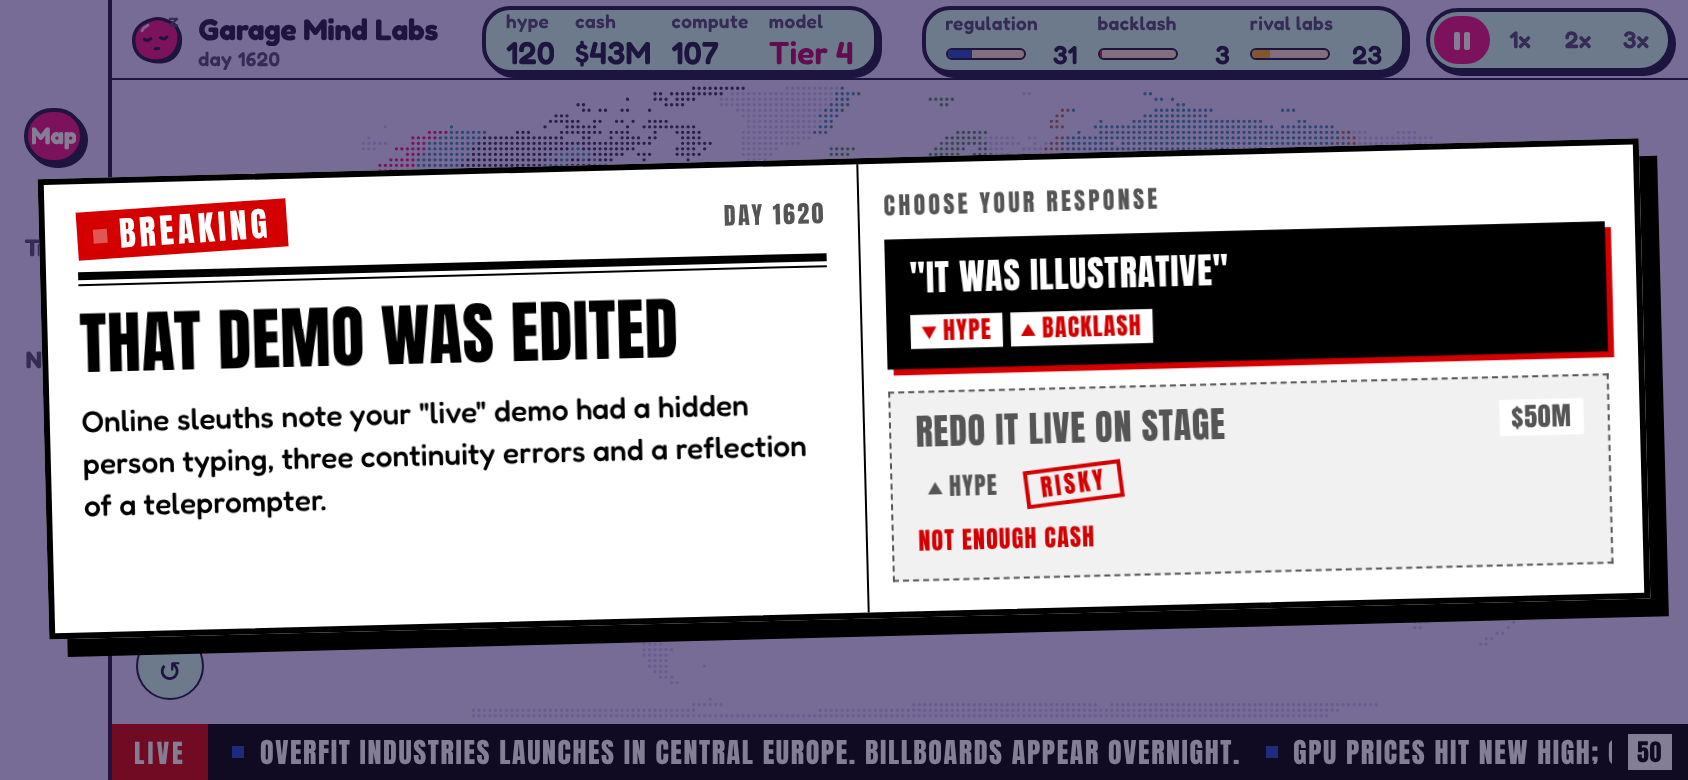 Garage Mind Labs
day 1620
hype cash compute model
120 $43M 107 Tier 4
regulation backlash rival labs
31 3 23
1x 2x 3x
Map
BREAKING
DAY 1620
THAT DEMO WAS EDITED
Online sleuths note your "live" demo had a hidden
person typing, three continuity errors and a reflection
of a teleprompter.
CHOOSE YOUR RESPONSE
"IT WAS ILLUSTRATIVE"
▼ HYPE ▲ BACKLASH
REDO IT LIVE ON STAGE $50M
▲ HYPE RISKY
NOT ENOUGH CASH
LIVE
OVERFIT INDUSTRIES LAUNCHES IN CENTRAL EUROPE. BILLBOARDS APPEAR OVERNIGHT. GPU PRICES HIT NEW HIGH;
50